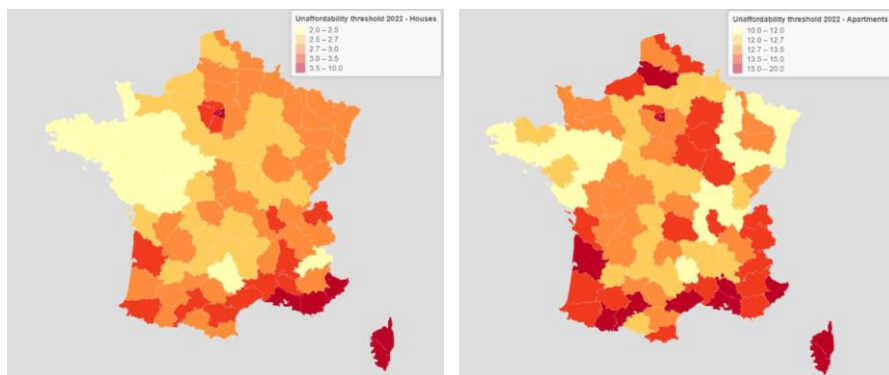 Unaffordability threshold 2022 - Houses
2.0 – 2.5
2.5 – 2.7
2.7 – 3.0
3.0 – 3.5
3.5 – 10.0
Unaffordability threshold 2022 - Apartments
10.0 – 12.0
12.0 – 12.7
12.7 – 13.5
13.5 – 15.0
15.0 – 20.0